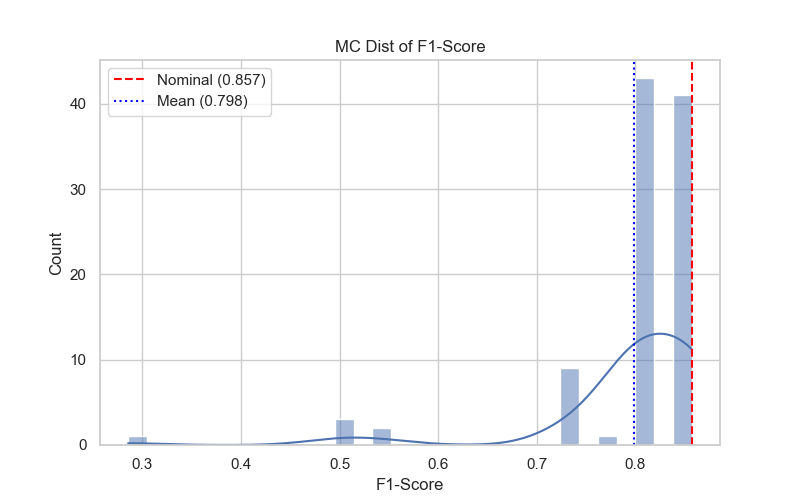 MC Dist of F1-Score
Nominal (0.857)
Mean (0.798)
40
30
20
10
0
Count
0.3 0.4 0.5 0.6 0.7 0.8
F1-Score